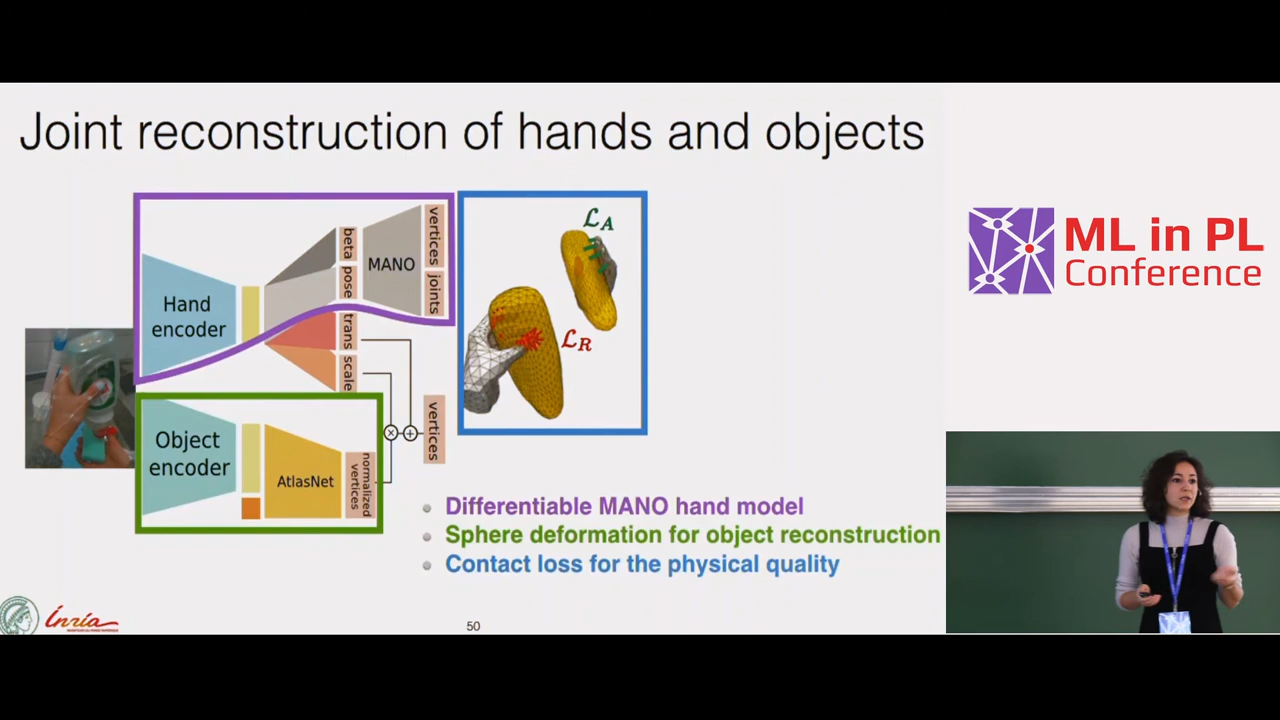 Joint reconstruction of hands and objects
ML in PL
Conference
Hand
encoder
beta
pose
trans
scale
MANO
vertices
joints
Object
encoder
AtlasNet
normalized
vertices
vertices
ℒA
ℒR
Differentiable MANO hand model
Sphere deformation for object reconstruction
Contact loss for the physical quality
Inria
50